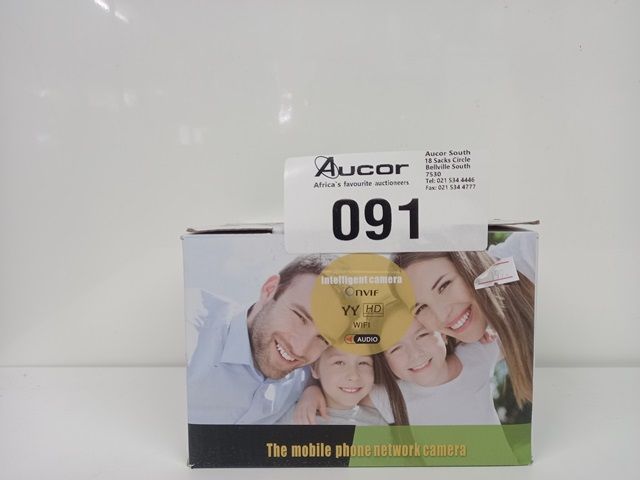 Aucor
Africa's favourite auctioneers
091
Aucor South
18 Sacks Circle
Bellville South
7530
Tel: 021 534 4446
Fax: 021 534 4777
Intelligent camera
Onvif
YY HD
WIFI
AUDIO
The mobile phone network camera